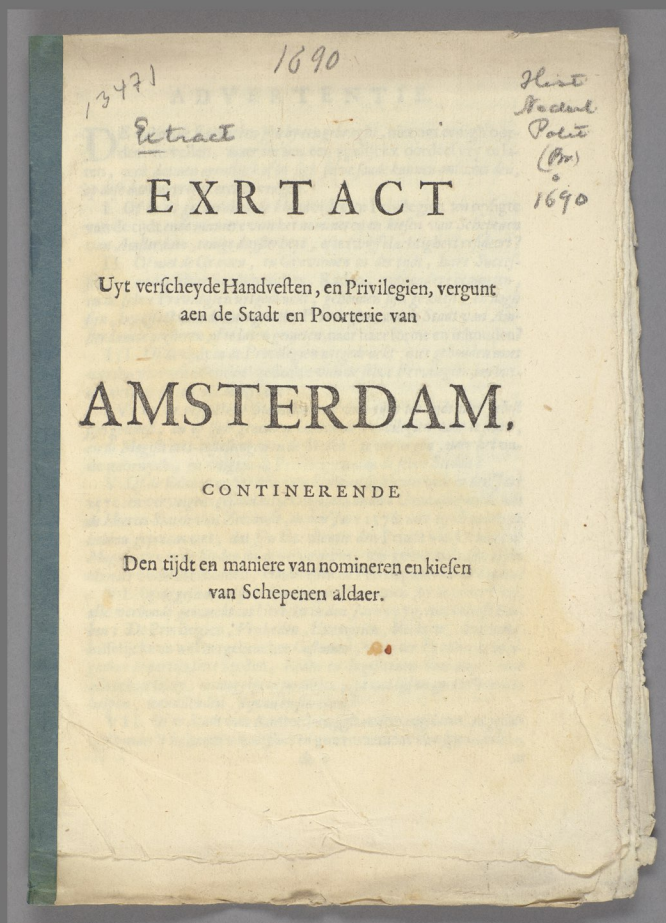 13471
1690
Extract
Hist
Nederl
Polit
(Br)
1690
EXRTACT
Uyt verscheyde Handvesten, en Privilegien, vergunt
aen de Stadt en Poorterie van
AMSTERDAM.
CONTINERENDE
Den tijdt en maniere van nomineren en kiesen
van Schepenen aldaer.
ADVERTENTIE